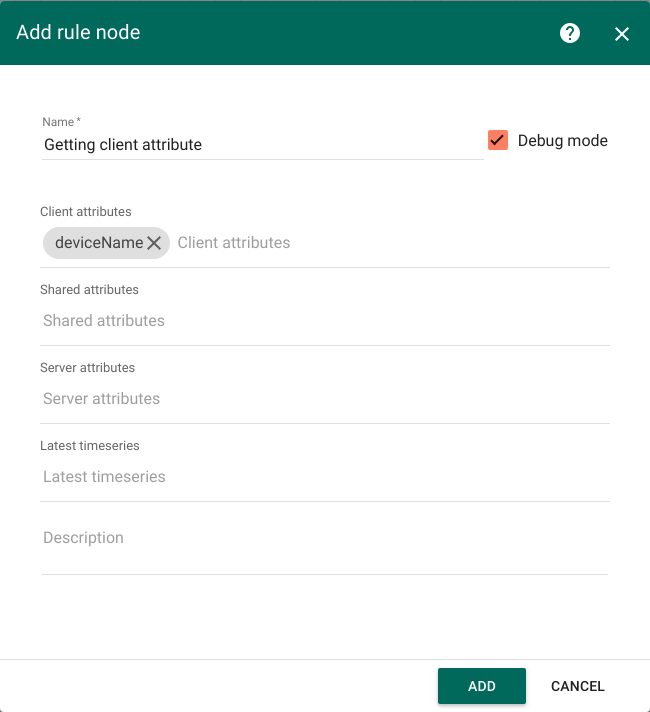 Add rule node
Name *
Getting client attribute
Debug mode
Client attributes
deviceName Client attributes
Shared attributes
Shared attributes
Server attributes
Server attributes
Latest timeseries
Latest timeseries
Description
ADD CANCEL